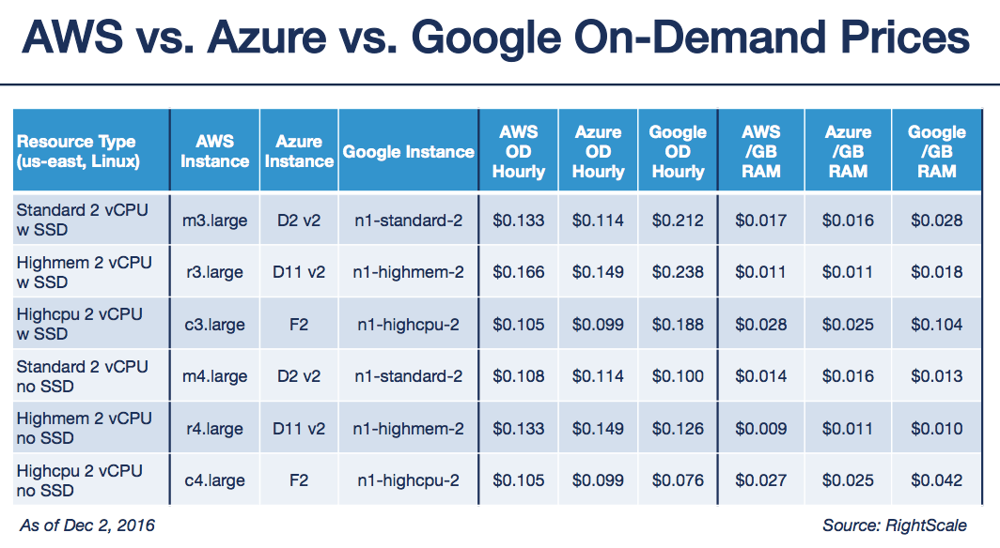 AWS vs. Azure vs. Google On-Demand Prices
Resource Type (us-east, Linux) AWS Instance Azure Instance Google Instance AWS OD Hourly Azure OD Hourly Google OD Hourly AWS /GB RAM Azure /GB RAM Google /GB RAM
Standard 2 vCPU w SSD m3.large D2 v2 n1-standard-2 $0.133 $0.114 $0.212 $0.017 $0.016 $0.028
Highmem 2 vCPU w SSD r3.large D11 v2 n1-highmem-2 $0.166 $0.149 $0.238 $0.011 $0.011 $0.018
Highcpu 2 vCPU w SSD c3.large F2 n1-highcpu-2 $0.105 $0.099 $0.188 $0.028 $0.025 $0.104
Standard 2 vCPU no SSD m4.large D2 v2 n1-standard-2 $0.108 $0.114 $0.100 $0.014 $0.016 $0.013
Highmem 2 vCPU no SSD r4.large D11 v2 n1-highmem-2 $0.133 $0.149 $0.126 $0.009 $0.011 $0.010
Highcpu 2 vCPU no SSD c4.large F2 n1-highcpu-2 $0.105 $0.099 $0.076 $0.027 $0.025 $0.042
As of Dec 2, 2016 Source: RightScale